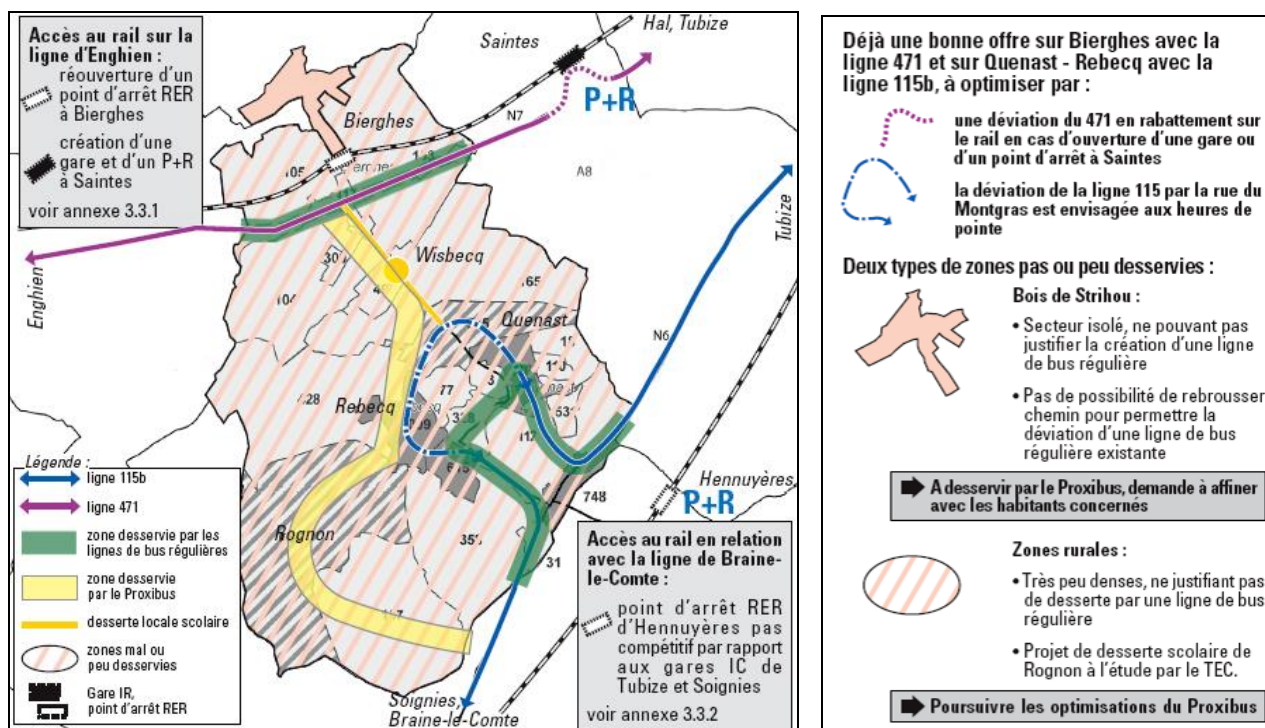 Accès au rail sur la
ligne d'Enghien :
réouverture d'un
point d'arrêt RER
à Bierghes
création d'une
gare et d'un P+R
à Saintes
voir annexe 3.3.1
Saintes
Hal, Tubize
P+R
N7
Bierghes
A8
Tubize
Enghien
Wisbecq
Quenast
N6
Rebecq
77
748
Hennuyères
P+R
31
Rognon
Légende :
ligne 115b
ligne 471
zone desservie par les
lignes de bus régulières
zone desservie
par le Proxibus
desserte locale scolaire
zones mal ou
peu desservies
Gare IR,
point d'arrêt RER
Soignies,
Braine-le-Comte
Accès au rail en relation
avec la ligne de Braine-
le-Comte :
point d'arrêt RER
d'Hennuyères pas
compétitif par rapport
aux gares IC de
Tubize et Soignies
voir annexe 3.3.2
Déjà une bonne offre sur Bierghes avec la
ligne 471 et sur Quenast - Rebecq avec la
ligne 115b, à optimiser par :
une déviation du 471 en rabattement sur
le rail en cas d'ouverture d'une gare ou
d'un point d'arrêt à Saintes
la déviation de la ligne 115 par la rue du
Montgras est envisagée aux heures de
pointe
Deux types de zones pas ou peu desservies :
Bois de Strihou :
• Secteur isolé, ne pouvant pas
justifier la création d'une ligne
de bus régulière
• Pas de possibilité de rebrousser
chemin pour permettre la
déviation d'une ligne de bus
régulière existante
A desservir par le Proxibus, demande à affiner
avec les habitants concernés
Zones rurales :
• Très peu denses, ne justifiant pas
de desserte par une ligne de bus
régulière
• Projet de desserte scolaire de
Rognon à l'étude par le TEC.
Poursuivre les optimisations du Proxibus